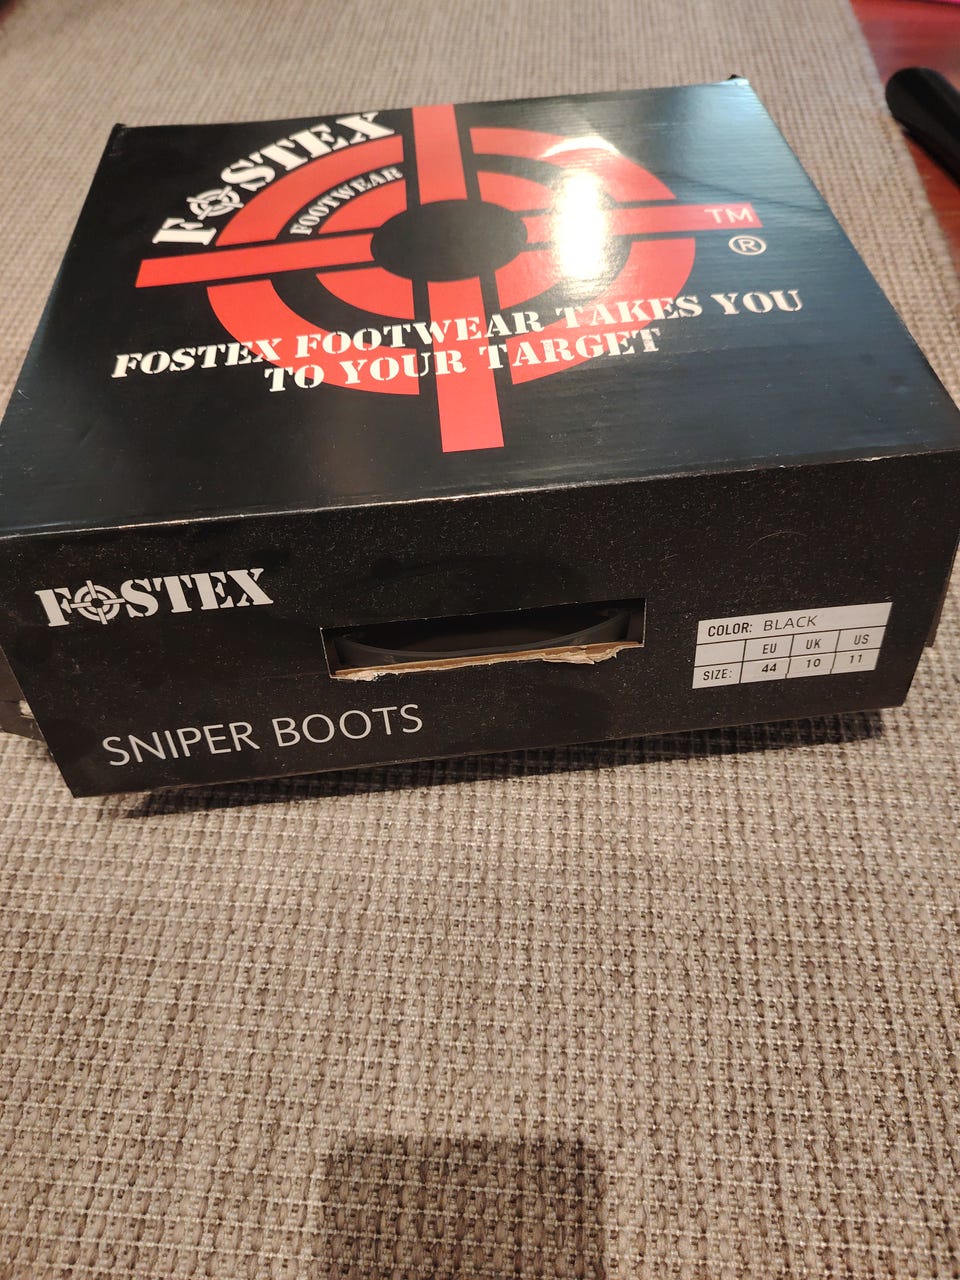 FOSTEX
FOOTWEAR
TM
®
FOSTEX FOOTWEAR TAKES YOU
TO YOUR TARGET
FOSTEX
SNIPER BOOTS
COLOR: BLACK
EU UK US
SIZE: 44 10 11